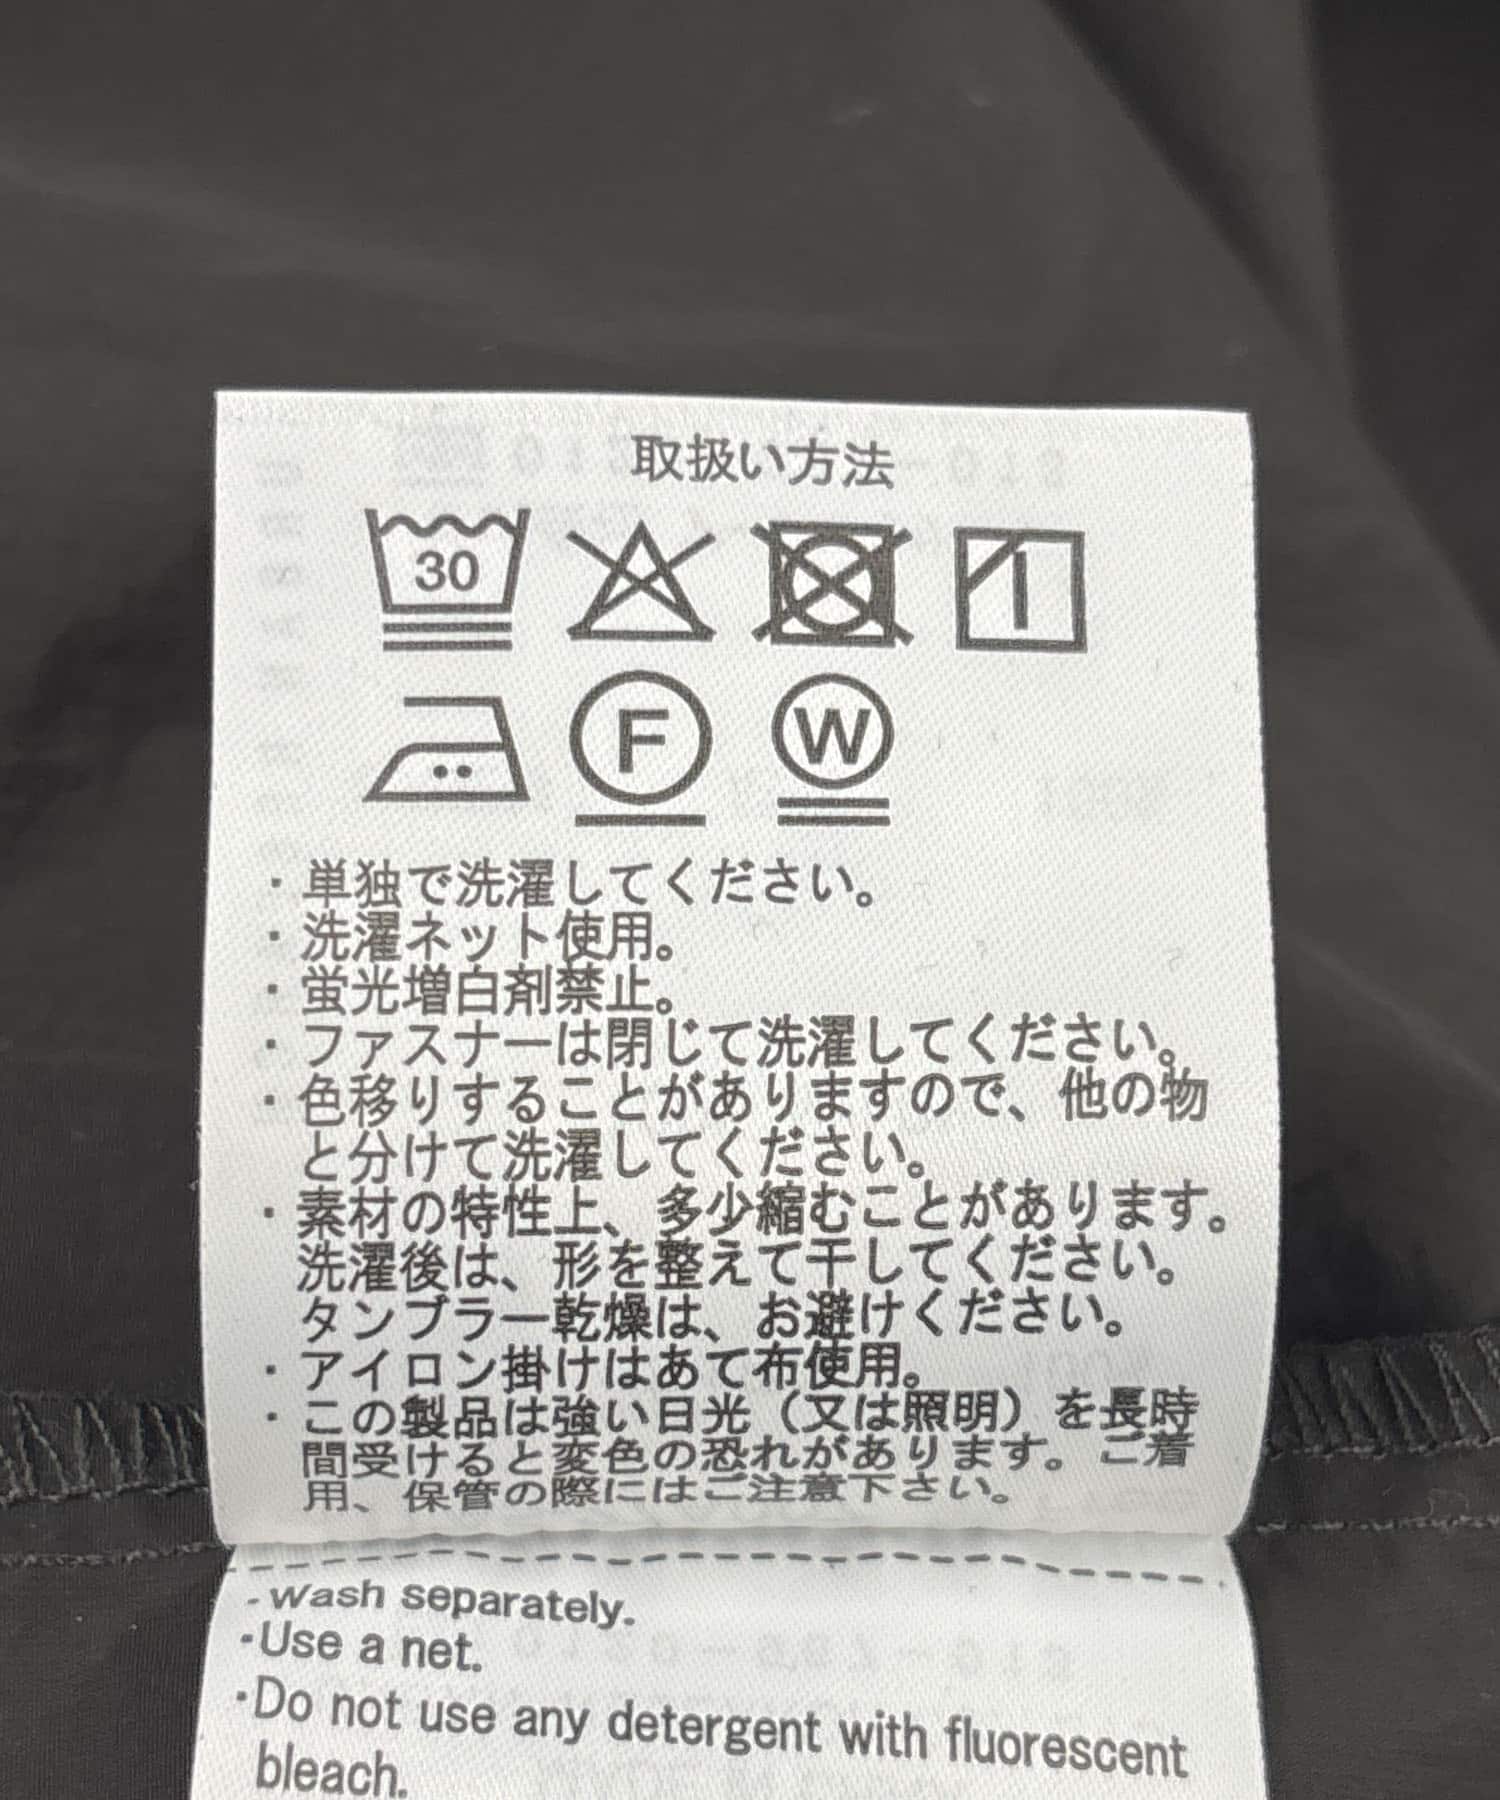 取扱い方法
30
F
W
・単独で洗濯してください。
・洗濯ネット使用。
・蛍光増白剤禁止。
・ファスナーは閉じて洗濯してください。
・色移りすることがありますので、他の物
と分けて洗濯してください。
・素材の特性上、多少縮むことがあります。
洗濯後は、形を整えて干してください。
タンブラー乾燥は、お避けください。
・アイロン掛けはあて布使用。
・この製品は強い日光（又は照明）を長時
間受けると変色の恐れがあります。ご着
用、保管の際にはご注意下さい。
・Wash separately.
・Use a net.
・Do not use any detergent with fluorescent
bleach.